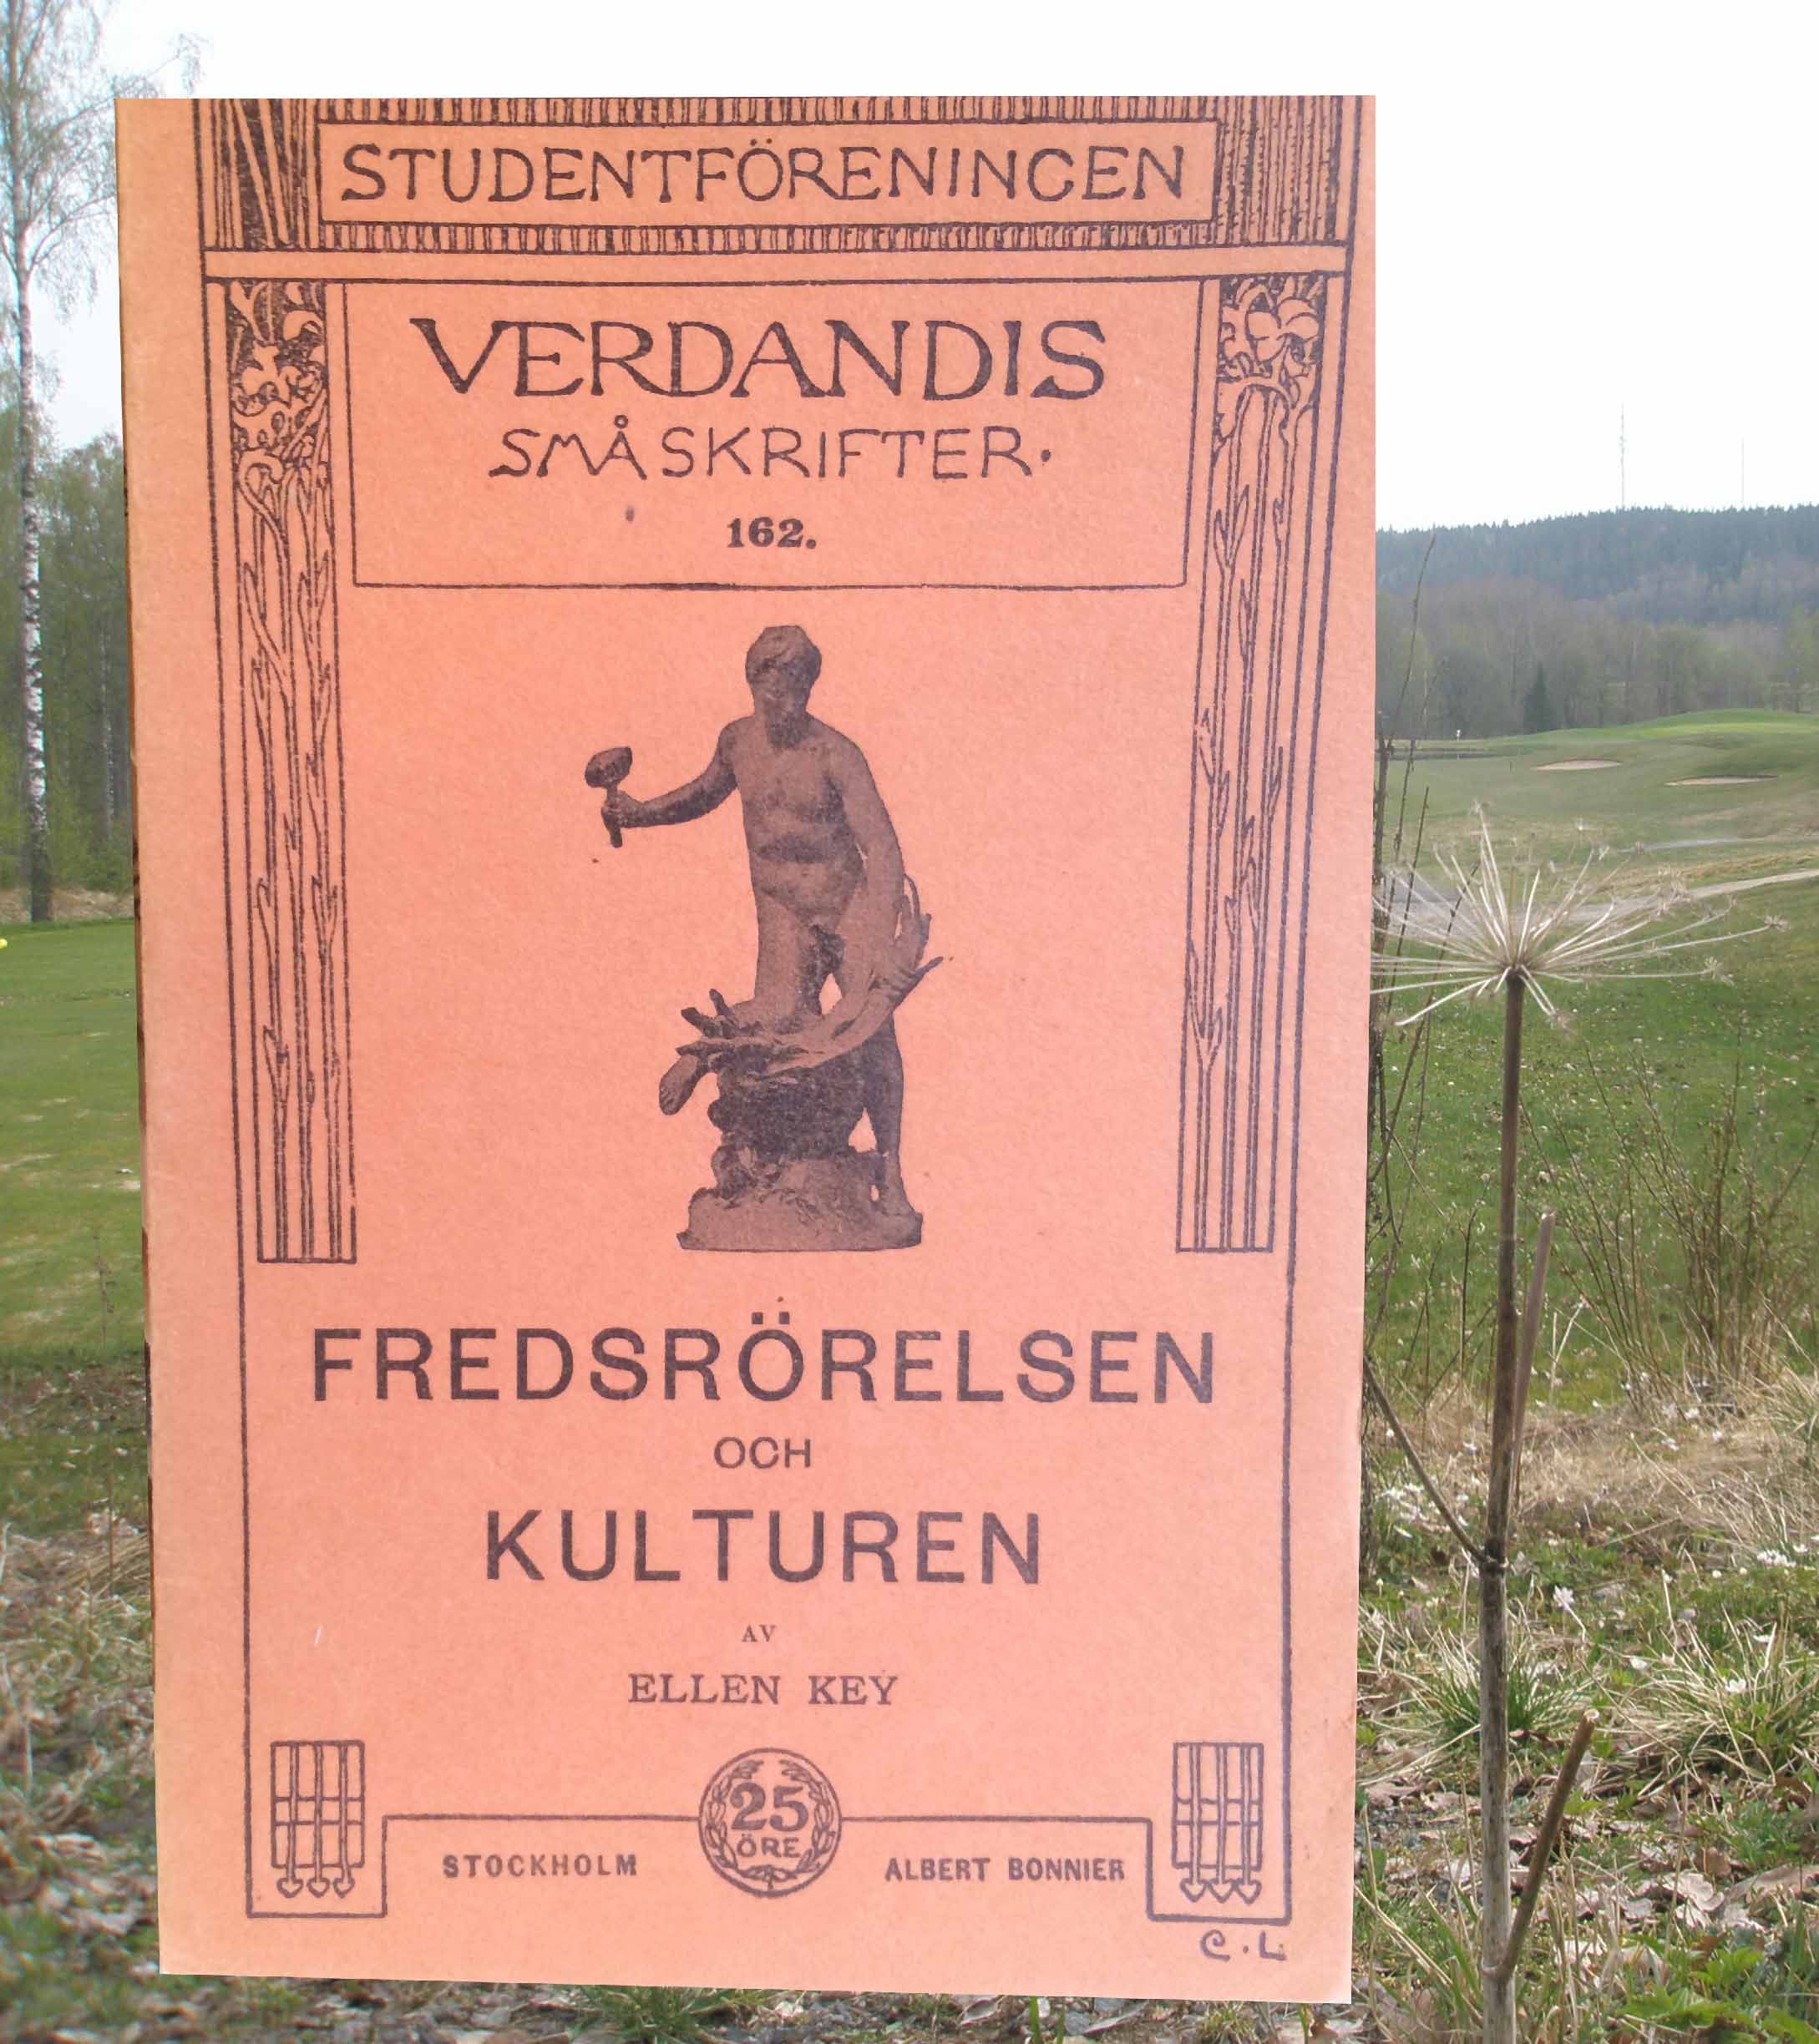 STUDENTFÖRENINGEN
VERDANDIS
SMÅSKRIFTER.
162.
FREDSRÖRELSEN
OCH
KULTUREN
AV
ELLEN KEY
25
ÖRE
STOCKHOLM
ALBERT BONNIER
C.L